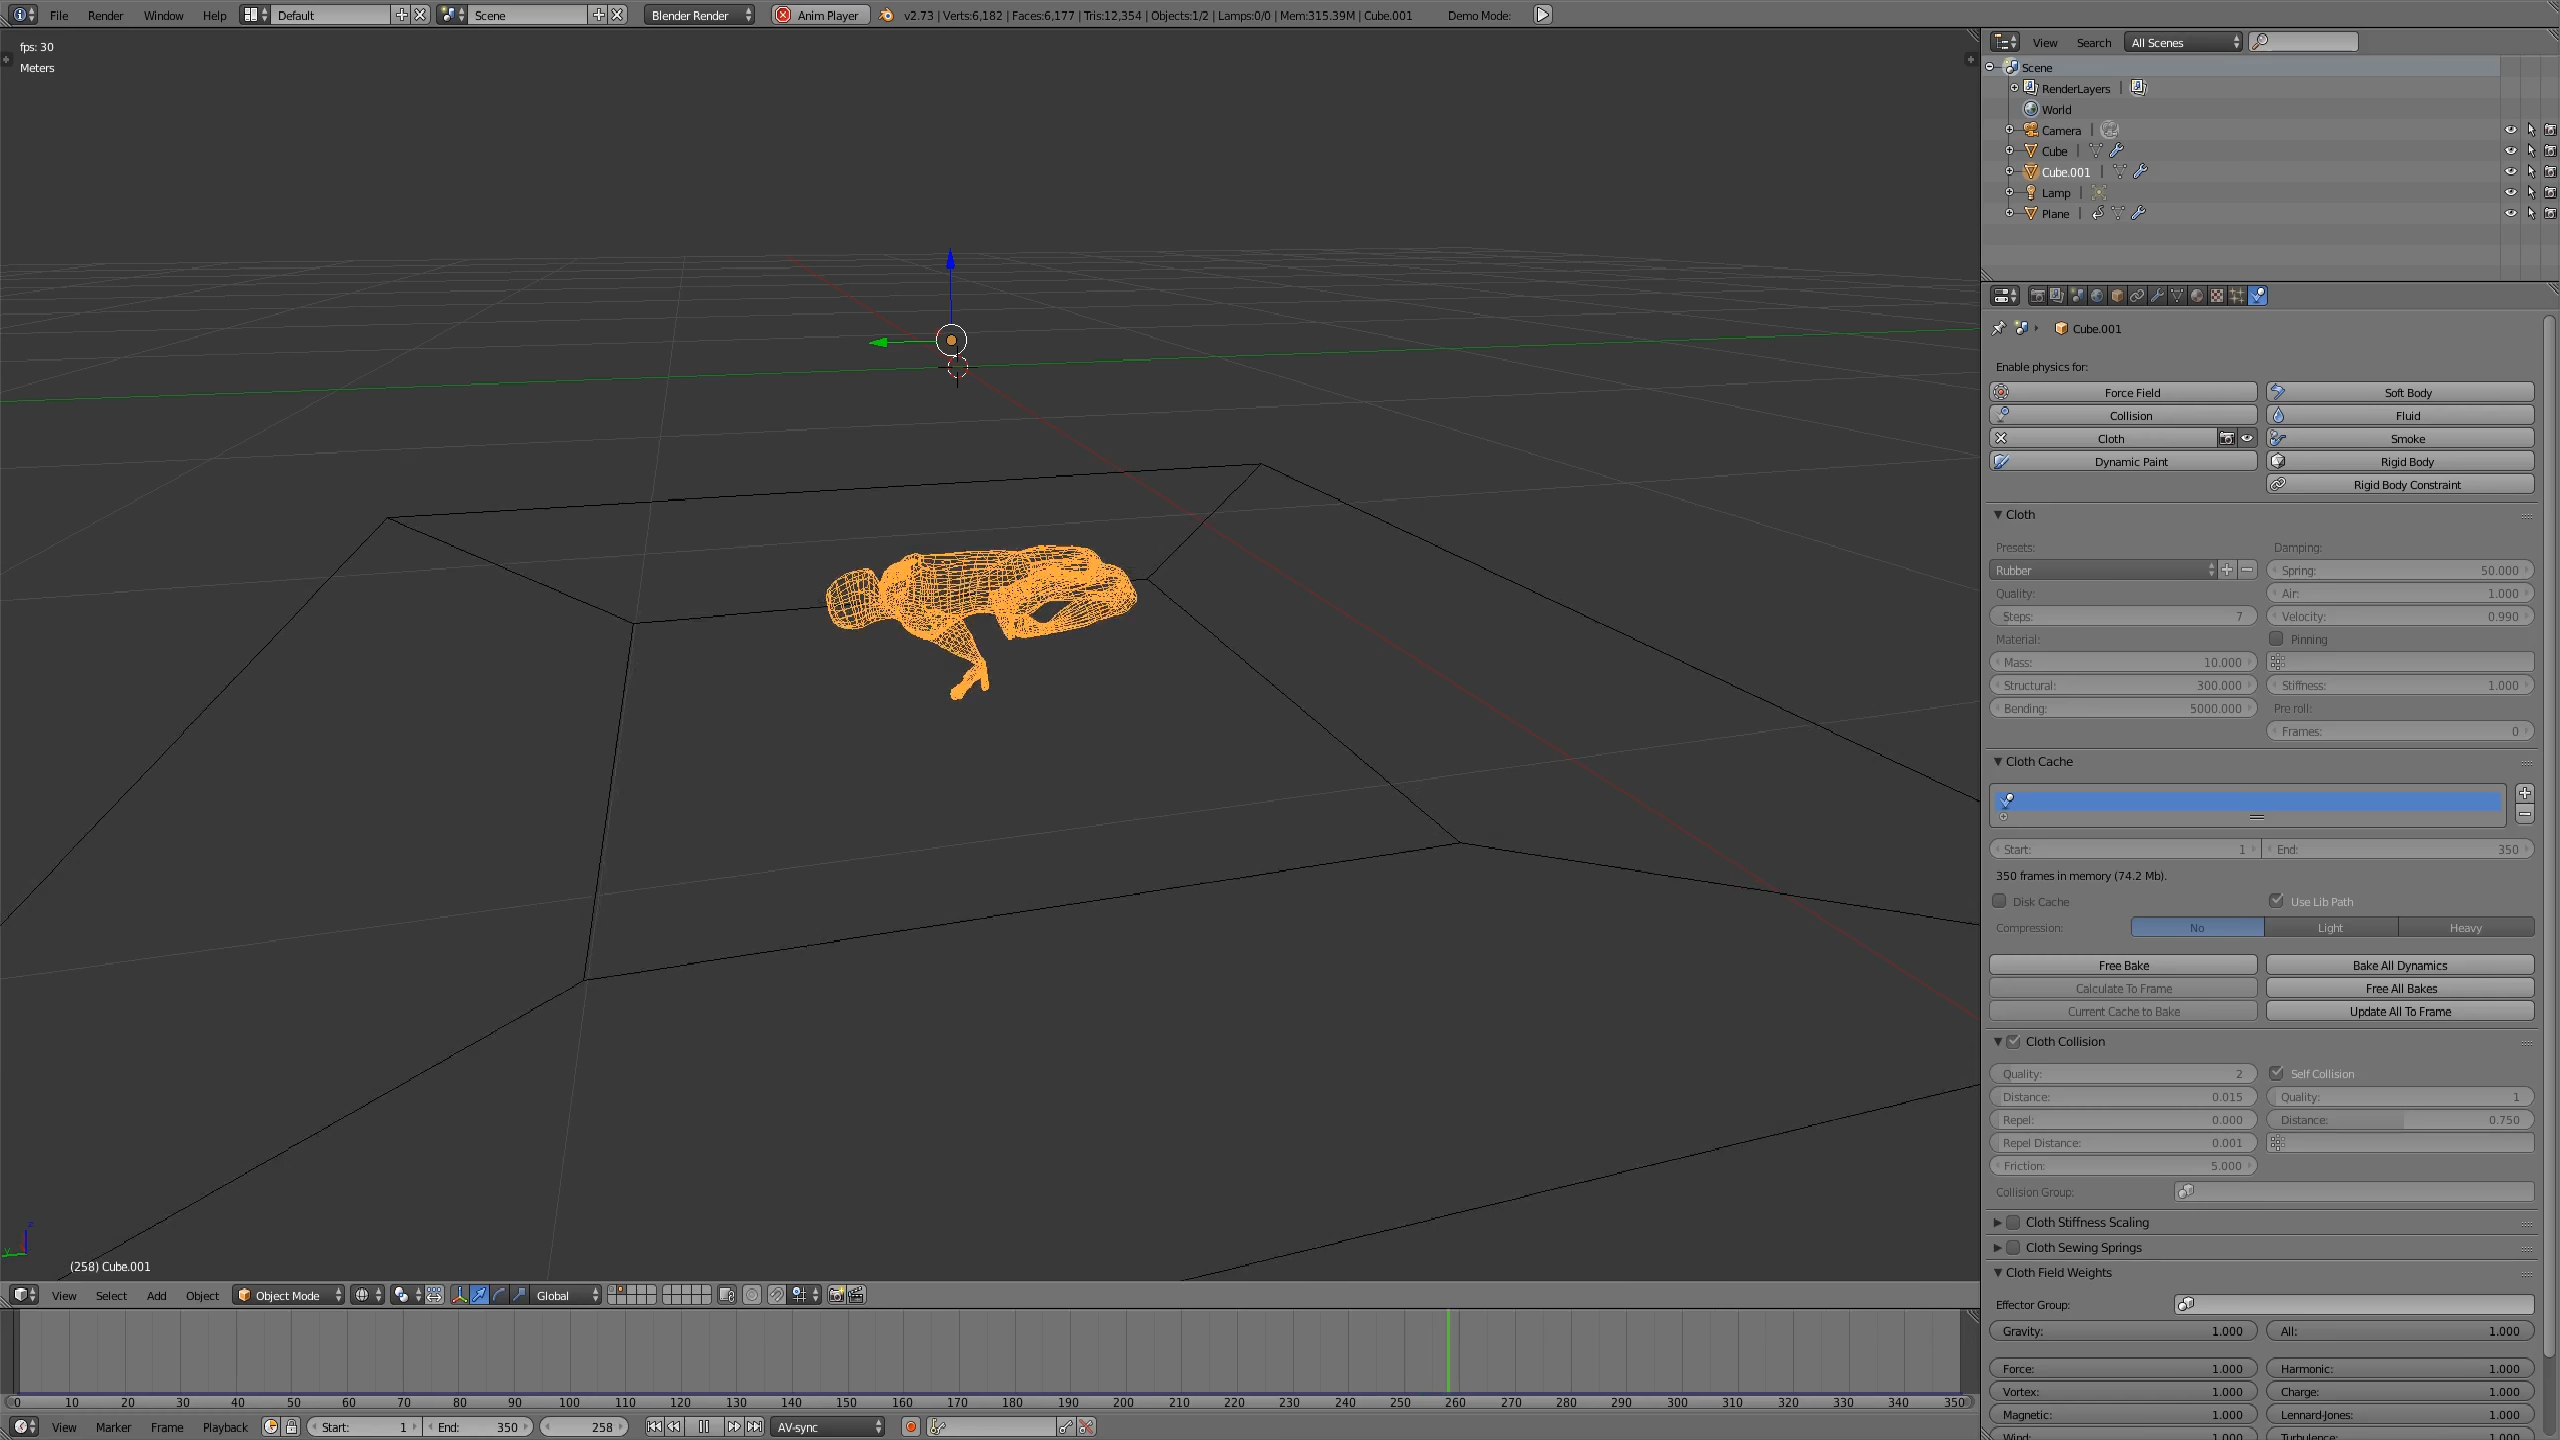 File Render Window Help Default Scene Blender Render Anim Player v2.73 | Verts:6,182 | Faces:6,177 | Tris:12,354 | Objects:1/2 | Lamps:0/0 | Mem:315.39M | Cube.001 Demo Mode:
fps: 30
Meters
(258) Cube.001
View Select Add Object Object Mode Global
0 10 20 30 40 50 60 70 80 90 100 110 120 130 140 150 160 170 180 190 200 210 220 230 240 250 260 270 280 290 300 310 320 330 340 350
View Marker Frame Playback Start: 1 End: 350 258 AV-sync
View Search All Scenes
Scene
RenderLayers |
World
Camera |
Cube |
Cube.001 |
Lamp |
Plane |
Cube.001
Enable physics for:
Force Field Soft Body
Collision Fluid
Cloth Smoke
Dynamic Paint Rigid Body
Rigid Body Constraint
Cloth
Presets: Damping:
Rubber Spring: 50.000
Quality: Air: 1.000
Steps: 7 Velocity: 0.990
Material: Pinning
Mass: 10.000
Structural: 300.000 Stiffness: 1.000
Bending: 5000.000 Pre roll:
Frames: 0
Cloth Cache
Start: 1 End: 350
350 frames in memory (74.2 Mb).
Disk Cache Use Lib Path
Compression: No Light Heavy
Free Bake Bake All Dynamics
Calculate To Frame Free All Bakes
Current Cache to Bake Update All To Frame
Cloth Collision
Quality: 2 Self Collision
Distance: 0.015 Quality: 1
Repel: 0.000 Distance: 0.750
Repel Distance: 0.001
Friction: 5.000
Collision Group:
Cloth Stiffness Scaling
Cloth Sewing Springs
Cloth Field Weights
Effector Group:
Gravity: 1.000 All: 1.000
Force: 1.000 Harmonic: 1.000
Vortex: 1.000 Charge: 1.000
Magnetic: 1.000 Lennard-Jones: 1.000
Wind: 1.000 Turbulence: 1.000